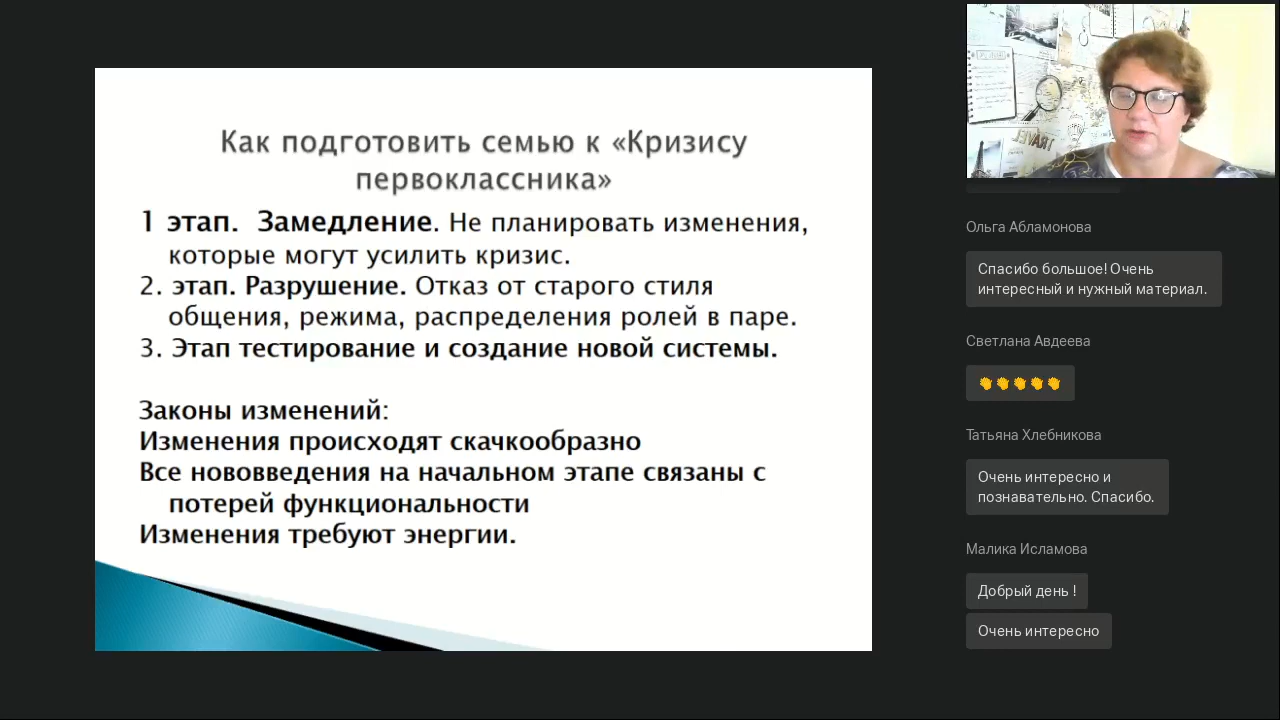 Как подготовить семью к «Кризису
первоклассника»
1 этап. Замедление. Не планировать изменения,
которые могут усилить кризис.
2. этап. Разрушение. Отказ от старого стиля
общения, режима, распределения ролей в паре.
3. Этап тестирование и создание новой системы.
Законы изменений:
Изменения происходят скачкообразно
Все нововведения на начальном этапе связаны с
потерей функциональности
Изменения требуют энергии.
Ольга Абламонова
Спасибо большое! Очень
интересный и нужный материал.
Светлана Авдеева
👏👏👏👏👏
Татьяна Хлебникова
Очень интересно и
познавательно. Спасибо.
Малика Исламова
Добрый день !
Очень интересно